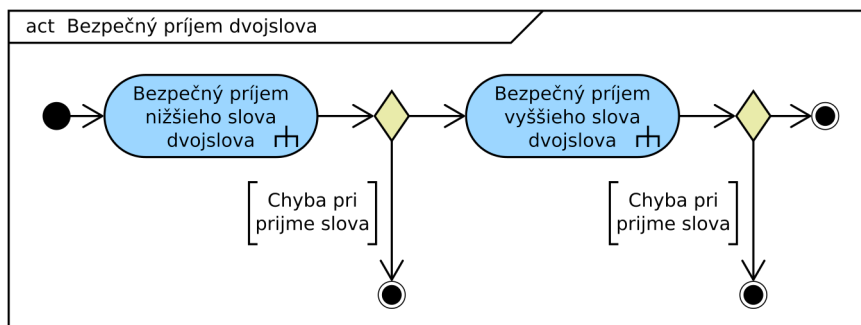 act Bezpečný príjem dvojslova
Bezpečný príjem
nižšieho slova
dvojslova
Bezpečný príjem
vyššieho slova
dvojslova
Chyba pri
prijme slova
Chyba pri
prijme slova